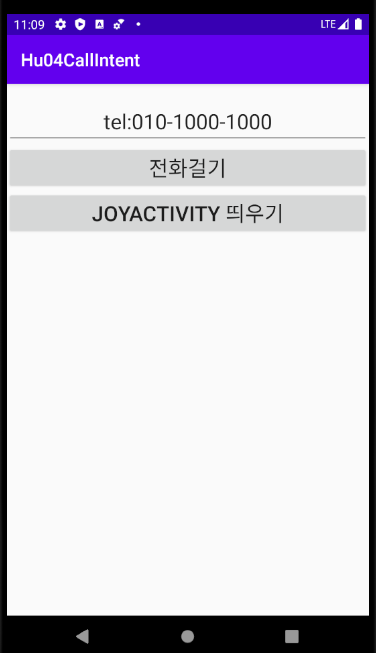 11:09 LTE
Hu04CallIntent
tel:010-1000-1000
전화걸기
JOYACTIVITY 띄우기